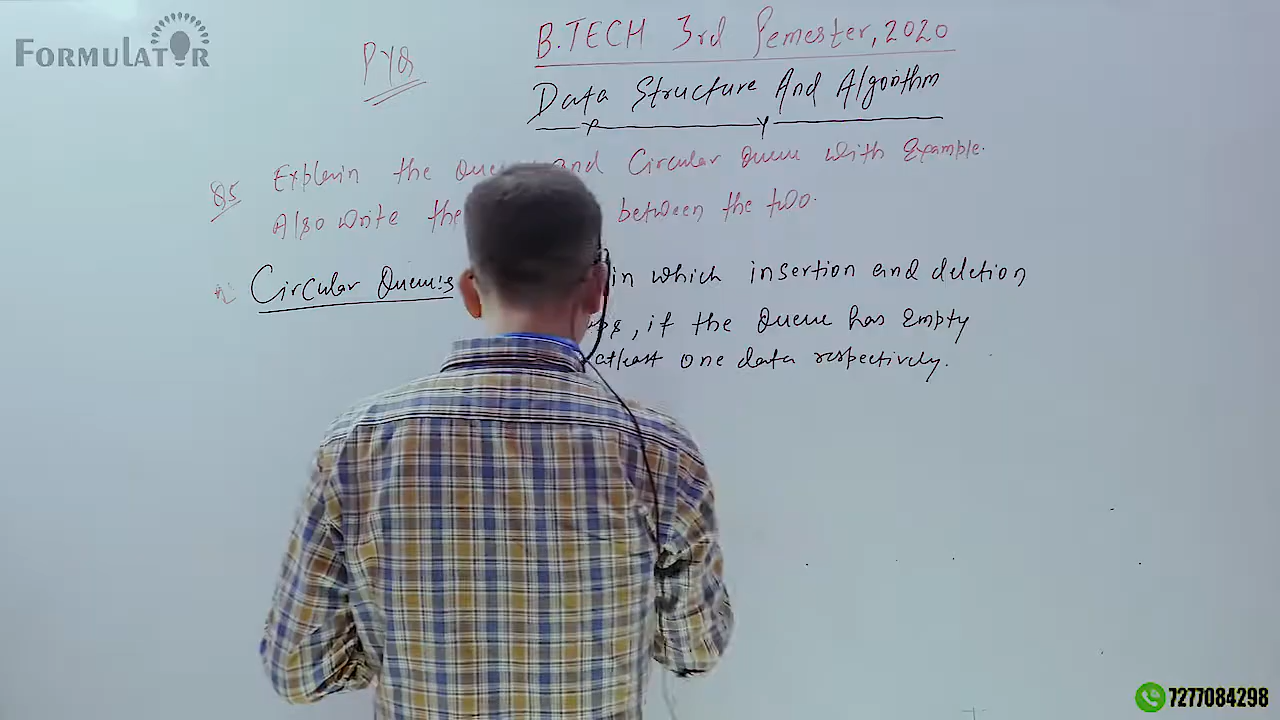 FORMULATOR
PYQ
B.TECH 3rd Semester, 2020
Data Structure And Algorithm
Q5 Explain the and Circular Queue with Example.
Also write the between the two.
Circular Queue:- in which insertion and deletion
, if the Queue has Empty
atleast one data respectively.
7277084298